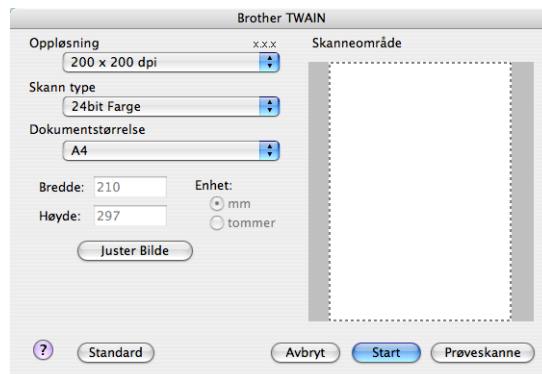 Brother TWAIN
Oppløsning x.x.x
200 x 200 dpi
Skann type
24bit Farge
Dokumentstørrelse
A4
Bredde: 210
Høyde: 297
Enhet:
mm
tommer
Juster Bilde
Skanneområde
? Standard Avbryt Start Prøveskanne